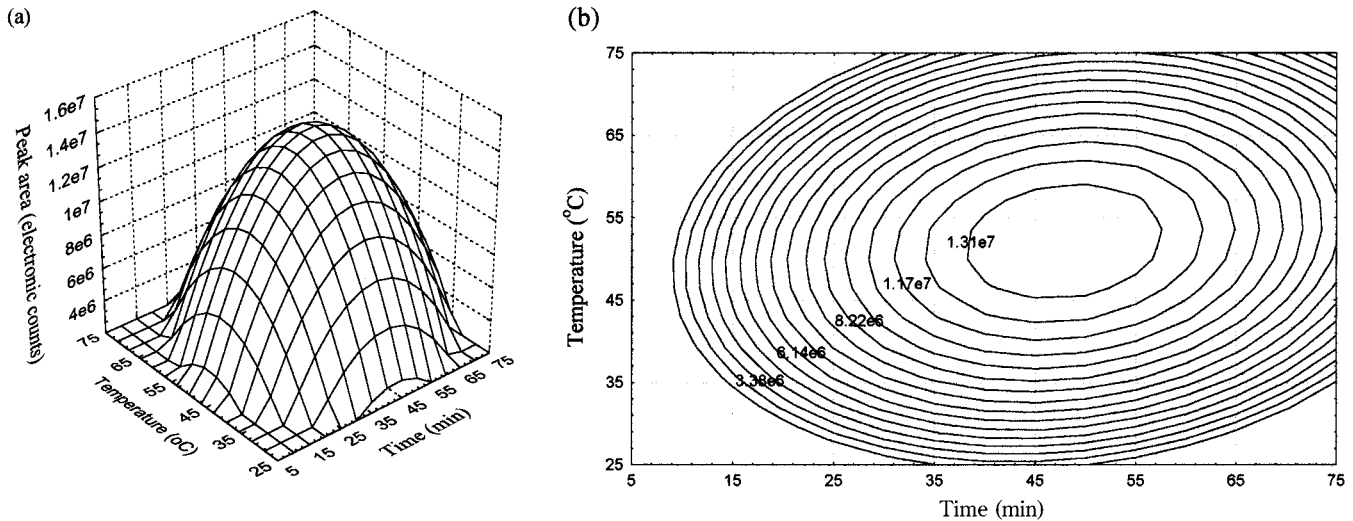 (a)
Peak area (electronic counts)
1.6e7
1.4e7
1.2e7
1e7
8e6
6e6
4e6
75
65
55
45
35
25
Temperature (oC)
5
15
25
35
45
55
65
75
Time (min)
(b)
Temperature (°C)
75
65
55
45
35
25
1.31e7
1.17e7
8.22e6
6.14e6
3.38e6
5 15 25 35 45 55 65 75
Time (min)